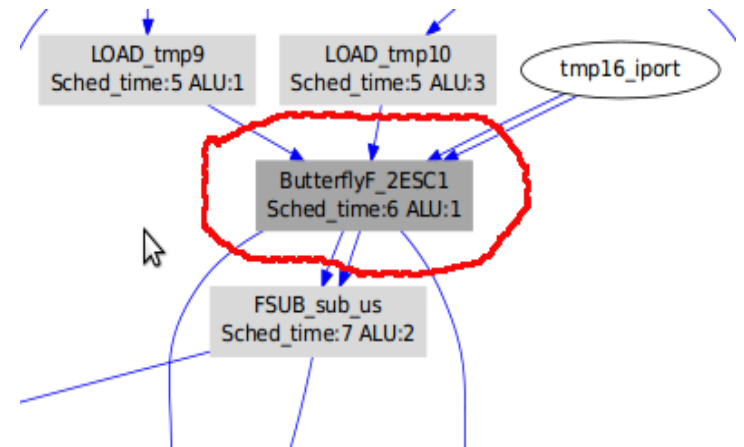 LOAD_tmp9
Sched_time:5 ALU:1
LOAD_tmp10
Sched_time:5 ALU:3
tmp16_iport
ButterflyF_2ESC1
Sched_time:6 ALU:1
FSUB_sub_us
Sched_time:7 ALU:2